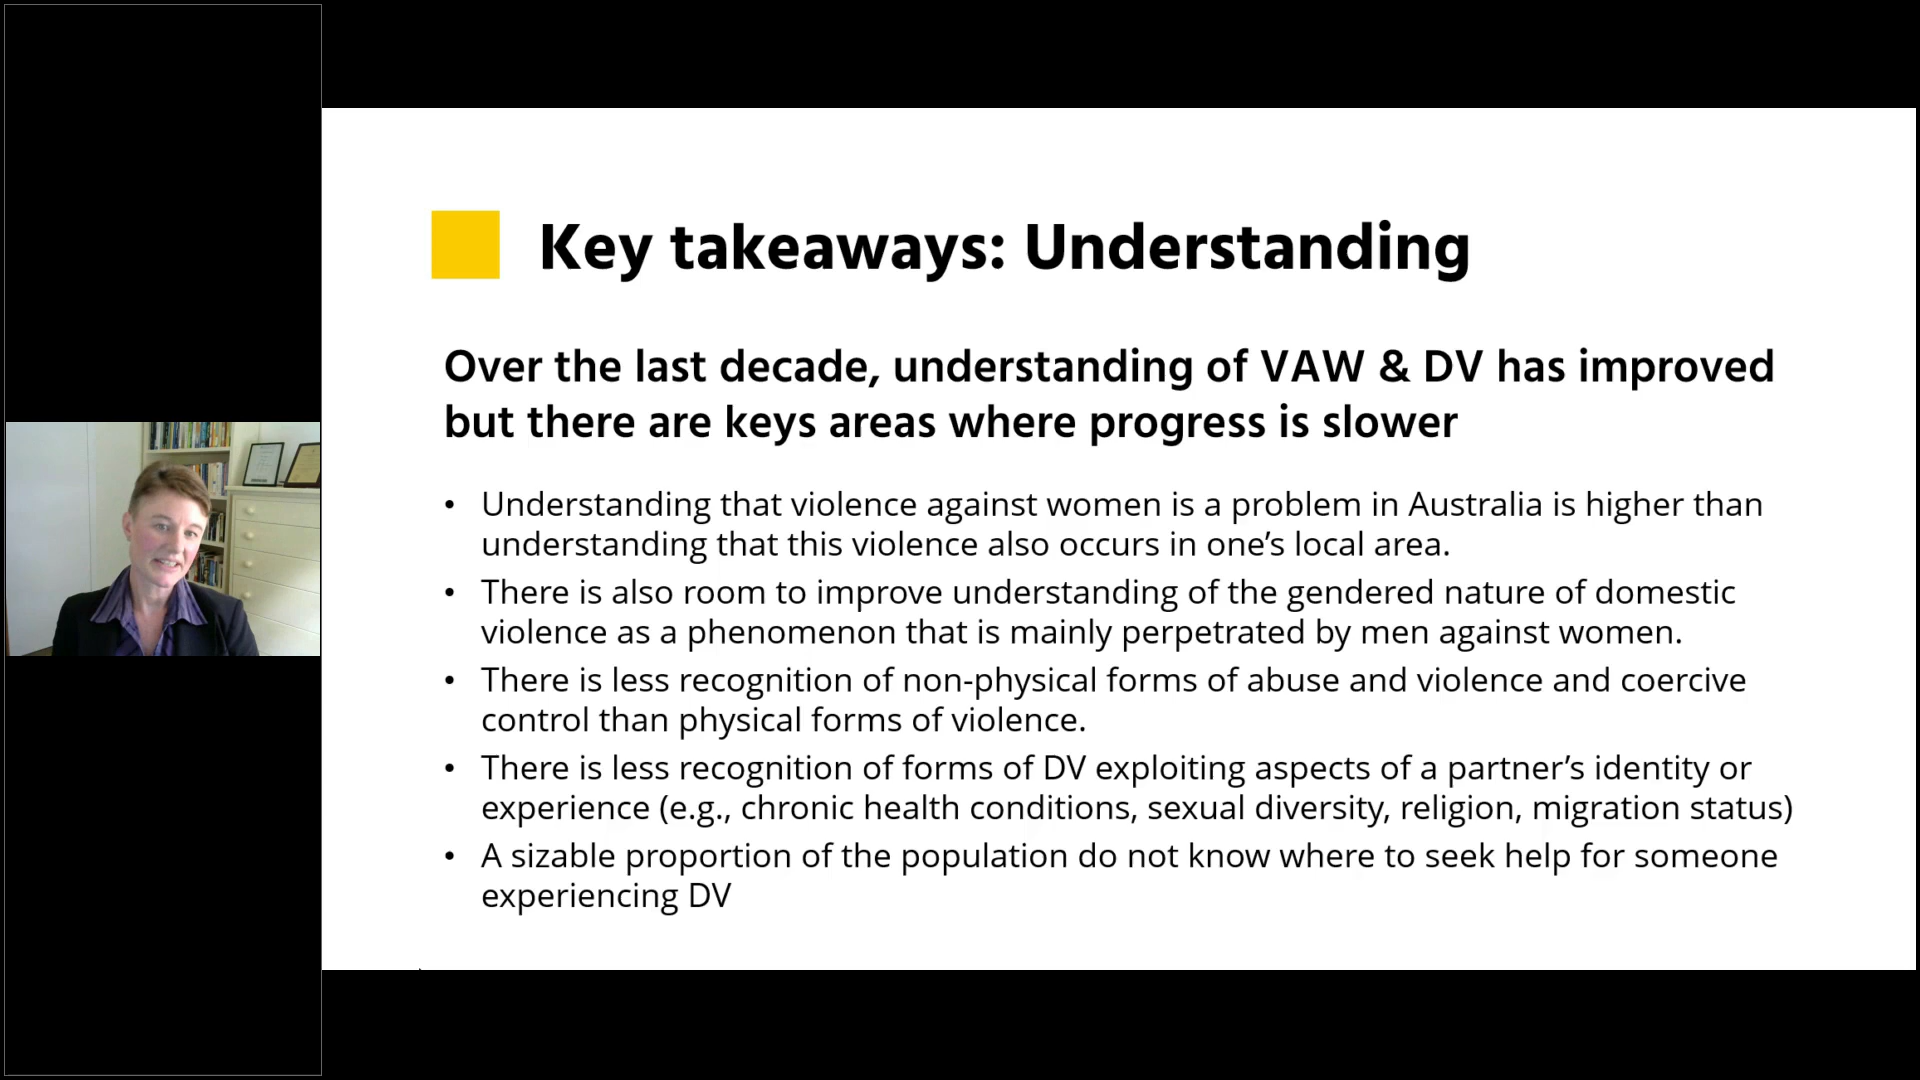 Key takeaways: Understanding
Over the last decade, understanding of VAW & DV has improved
but there are keys areas where progress is slower
• Understanding that violence against women is a problem in Australia is higher than
understanding that this violence also occurs in one’s local area.
• There is also room to improve understanding of the gendered nature of domestic
violence as a phenomenon that is mainly perpetrated by men against women.
• There is less recognition of non-physical forms of abuse and violence and coercive
control than physical forms of violence.
• There is less recognition of forms of DV exploiting aspects of a partner’s identity or
experience (e.g., chronic health conditions, sexual diversity, religion, migration status)
• A sizable proportion of the population do not know where to seek help for someone
experiencing DV